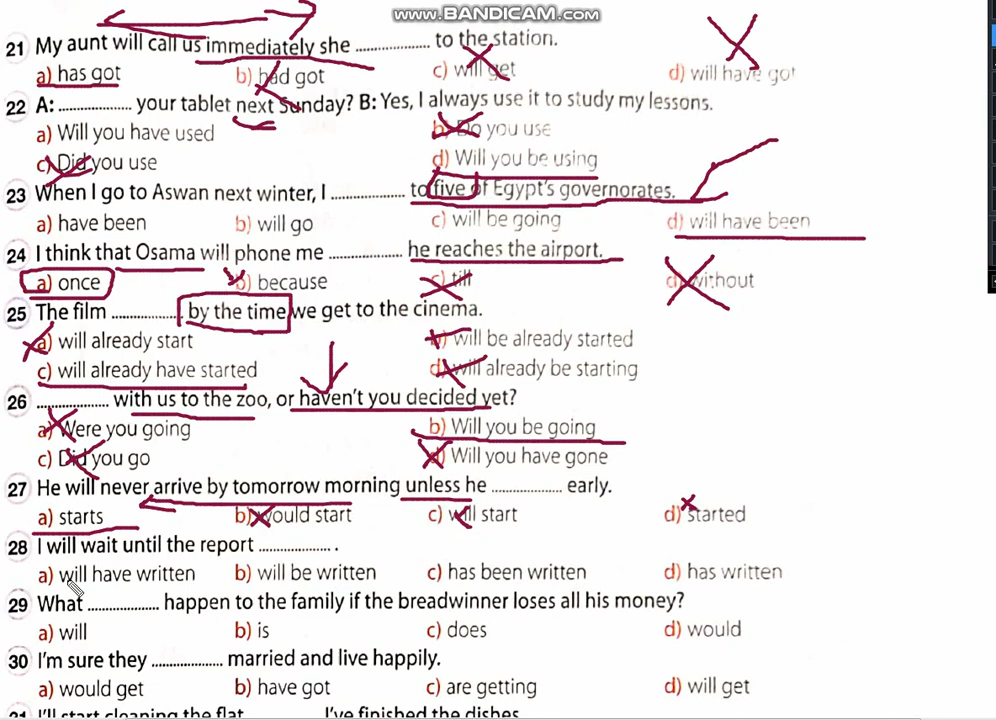 WWW.BANDICAM.COM
21 My aunt will call us immediately she .................. to the station.
a) has got b) had got c) will get d) will have got
22 A: .................. your tablet next Sunday? B: Yes, I always use it to study my lessons.
a) Will you have used b) Do you use
c) Did you use d) Will you be using
23 When I go to Aswan next winter, I .................. to five of Egypt's governorates.
a) have been b) will go c) will be going d) will have been
24 I think that Osama will phone me .................. he reaches the airport.
a) once b) because c) till d) without
25 The film .................. by the time we get to the cinema.
a) will already start b) will be already started
c) will already have started d) will already be starting
26 .................. with us to the zoo, or haven't you decided yet?
a) Were you going b) Will you be going
c) Did you go d) Will you have gone
27 He will never arrive by tomorrow morning unless he .................. early.
a) starts b) would start c) will start d) started
28 I will wait until the report .................. .
a) will have written b) will be written c) has been written d) has written
29 What .................. happen to the family if the breadwinner loses all his money?
a) will b) is c) does d) would
30 I'm sure they .................. married and live happily.
a) would get b) have got c) are getting d) will get
31 I'll start cleaning the flat .................. I've finished the dishes